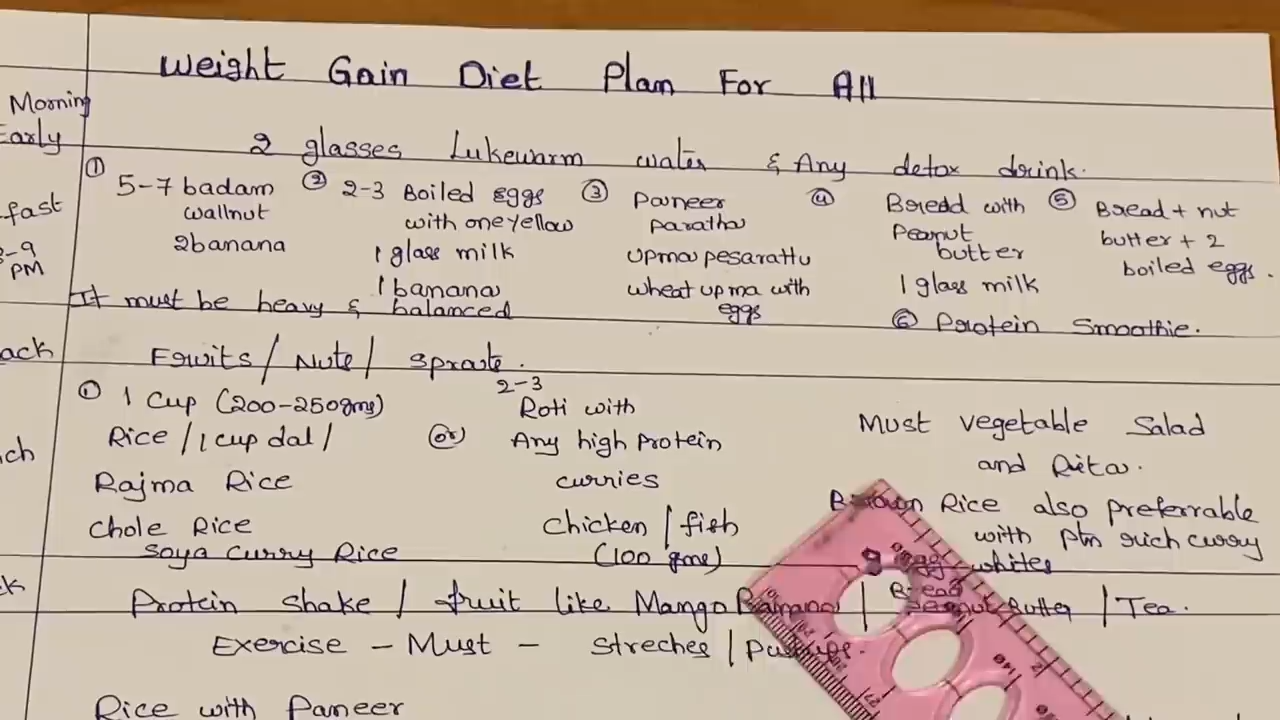 Weight Gain Diet Plan For All
Morning
Early
2 glasses Lukewarm water & Any detox drink.
fast
-9
PM
① 5-7 badam
wallnut
2banana
② 2-3 Boiled eggs
with one yellow
1 glass milk
1 banana
③ Paneer
paratha
upma pesarattu
wheat upma with
eggs
④ Bread with
Peanut
butter
1 glass milk
⑤ Bread + nut
butter + 2
boiled eggs.
⑥ Protein Smoothie.
It must be heavy & balanced
ack
Fruits / Nuts / Sprouts.
ch
① 1 Cup (200-250gms)
Rice / 1 cup dal /
Rajma Rice
Chole Rice
Soya Curry Rice
(or)
2-3
Roti with
Any high protein
curries
Chicken / fish
(100 gms)
Must vegetable Salad
and Rita.
Brown Rice also preferrable
with ptn rich curry
egg whites
ck
Protein shake / fruit like Mango Banana / Bread Peanut Butter / Tea.
Exercise - Must - Streches / Pushups.
Rice with Paneer